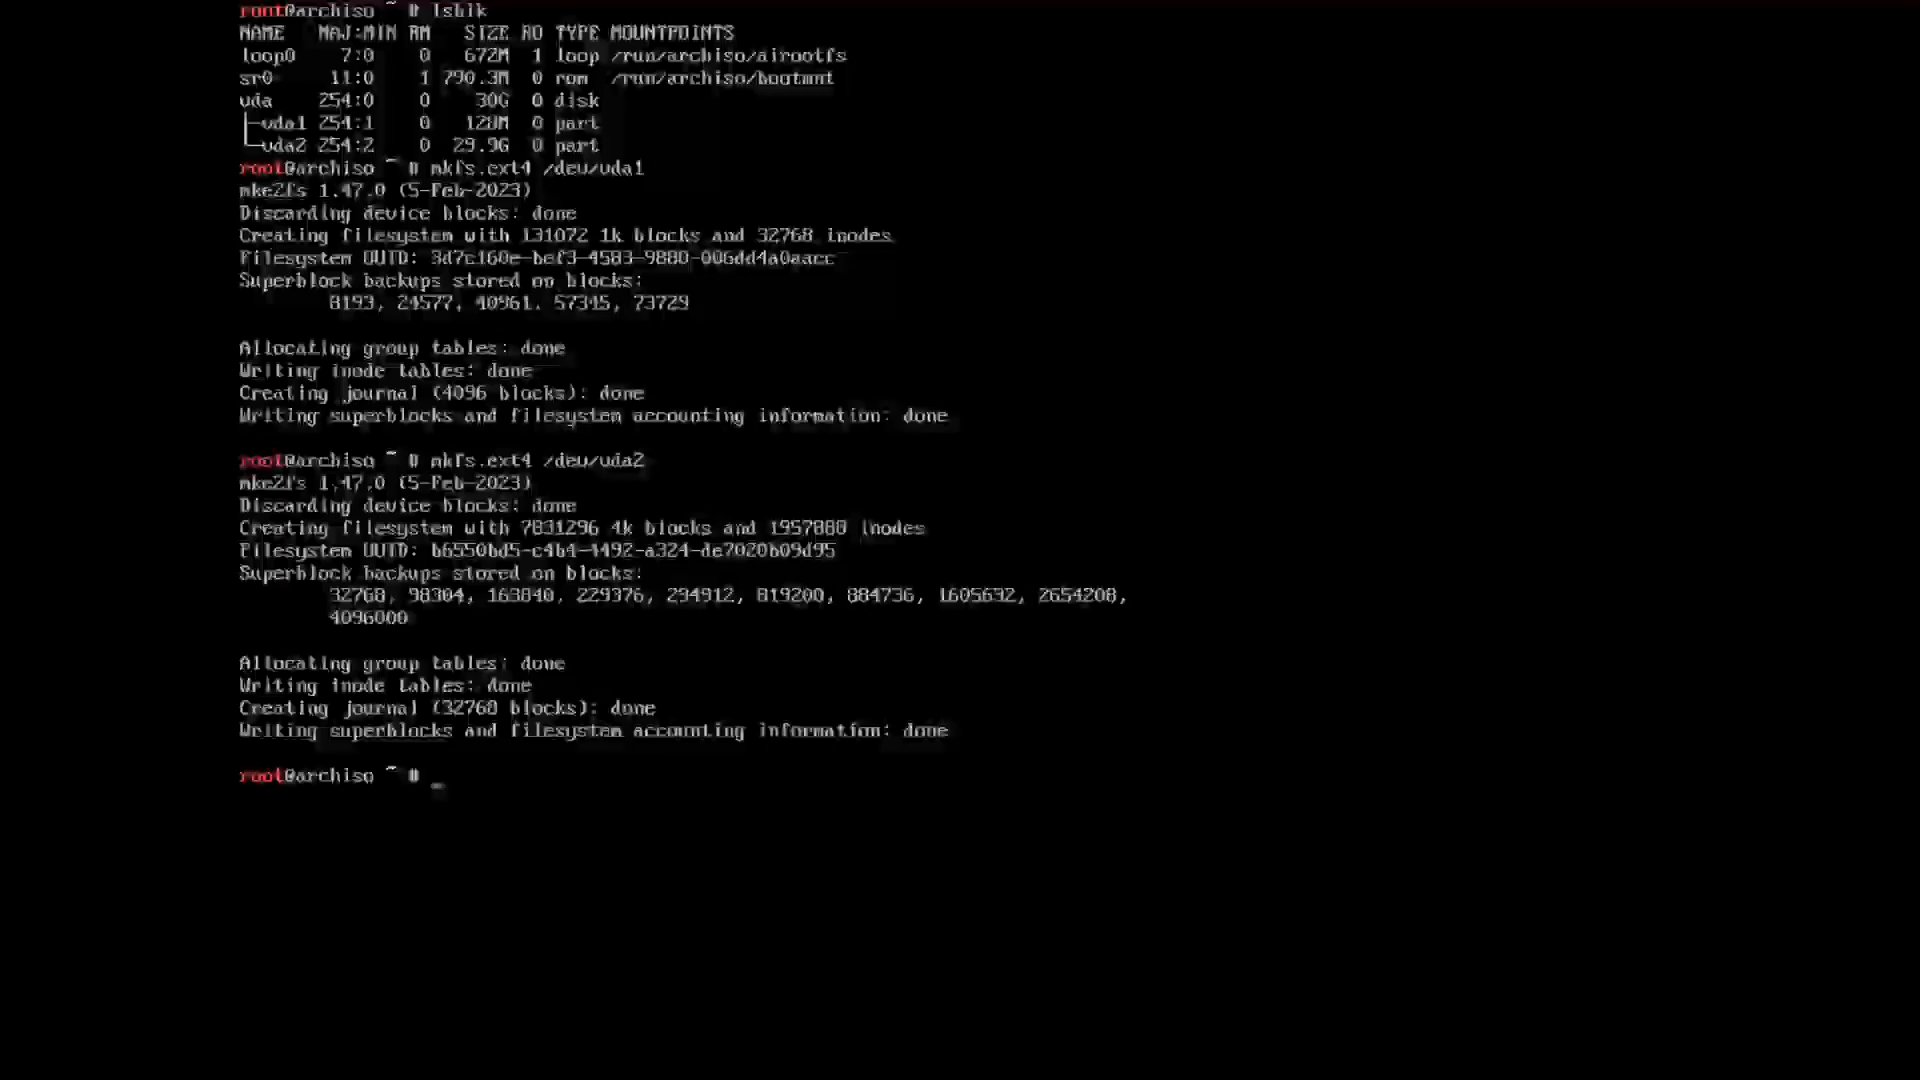 root@archiso ~ # lsblk
NAME   MAJ:MIN RM   SIZE RO TYPE MOUNTPOINTS
loop0    7:0    0   672M  1 loop /run/archiso/airootfs
sr0     11:0    1 790.3M  0 rom  /run/archiso/bootmnt
vda    254:0    0    30G  0 disk
├─vda1 254:1    0   128M  0 part
└─vda2 254:2    0  29.9G  0 part
root@archiso ~ # mkfs.ext4 /dev/vda1
mke2fs 1.47.0 (5-Feb-2023)
Discarding device blocks: done
Creating filesystem with 131072 1k blocks and 32768 inodes
Filesystem UUID: 3d7c160e-bef3-4583-9880-006dd4a0aacc
Superblock backups stored on blocks:
        8193, 24577, 40961, 57345, 73729
Allocating group tables: done
Writing inode tables: done
Creating journal (4096 blocks): done
Writing superblocks and filesystem accounting information: done
root@archiso ~ # mkfs.ext4 /dev/vda2
mke2fs 1.47.0 (5-Feb-2023)
Discarding device blocks: done
Creating filesystem with 7831296 4k blocks and 1957888 inodes
Filesystem UUID: b6550bd5-c4b4-4492-a324-de7020b09d95
Superblock backups stored on blocks:
        32768, 98304, 163840, 229376, 294912, 819200, 884736, 1605632, 2654208,
        4096000
Allocating group tables: done
Writing inode tables: done
Creating journal (32768 blocks): done
Writing superblocks and filesystem accounting information: done
root@archiso ~ # _